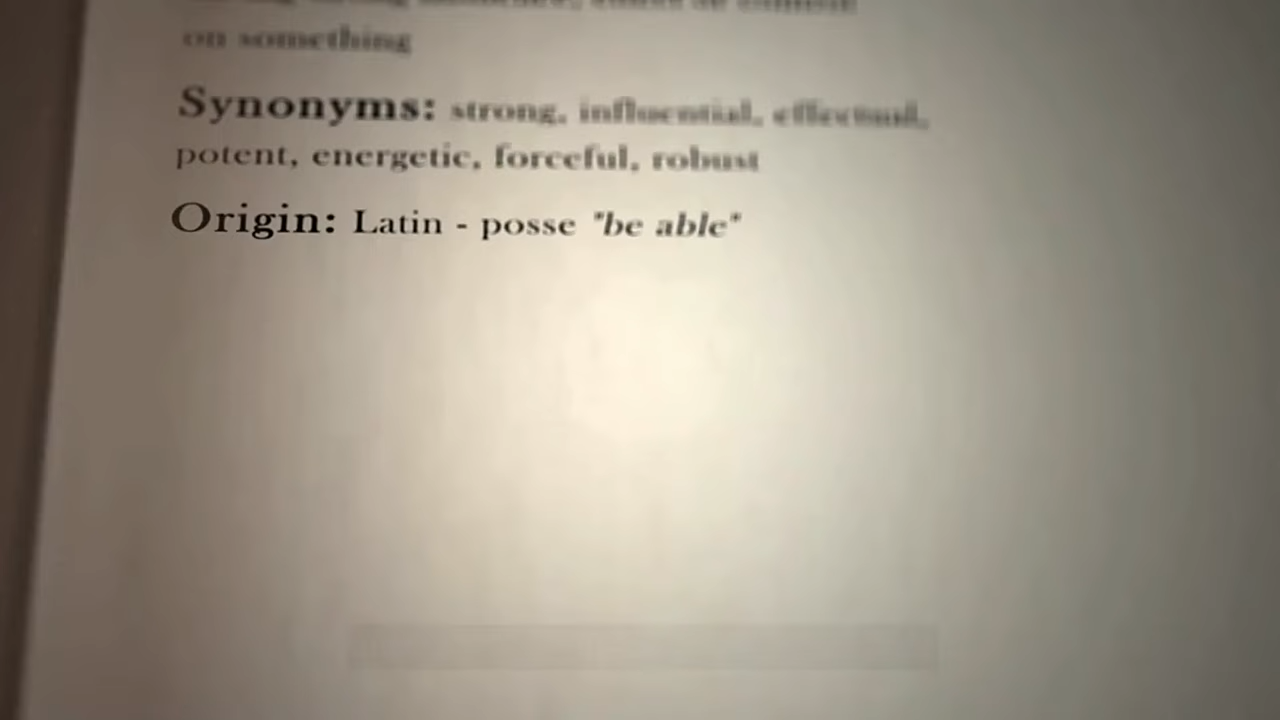 on something
Synonyms: strong, influential, effectual,
potent, energetic, forceful, robust
Origin: Latin - posse "be able"